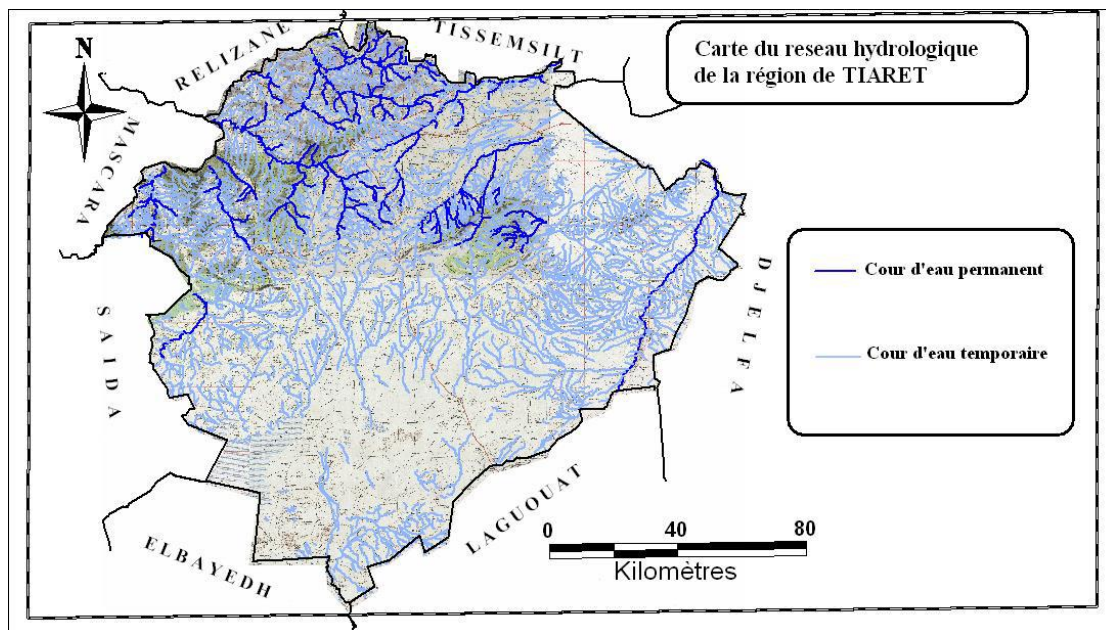 Carte du reseau hydrologique
de la région de TIARET
N
RELIZANE
TISSEMSILT
MASCARA
SAIDA
DJELFA
ELBAYEDH
LAGUOUAT
Cour d'eau permanent
Cour d'eau temporaire
0 40 80
Kilomètres